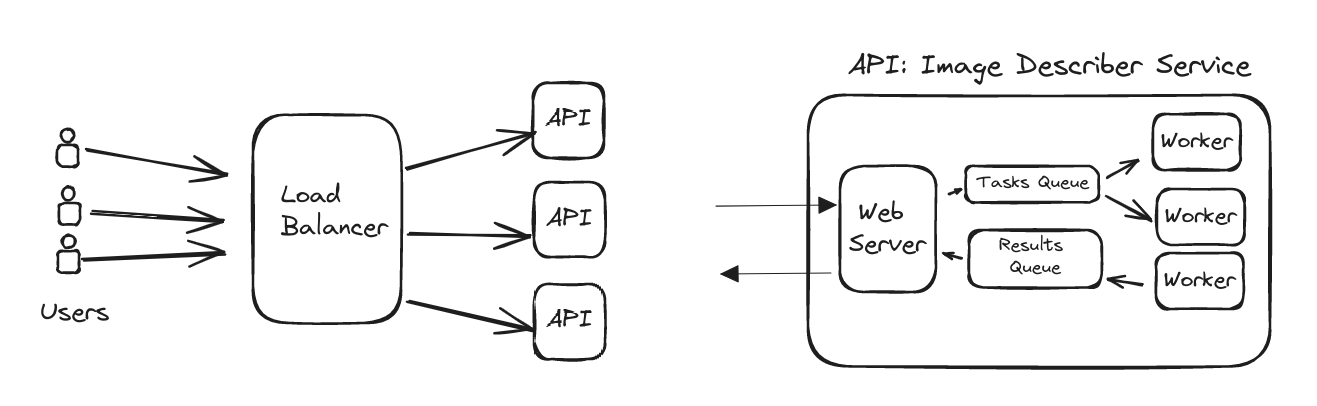 Users
Load
Balancer
API
API
API
API: Image Describer Service
Web
Server
Tasks Queue
Results
Queue
Worker
Worker
Worker